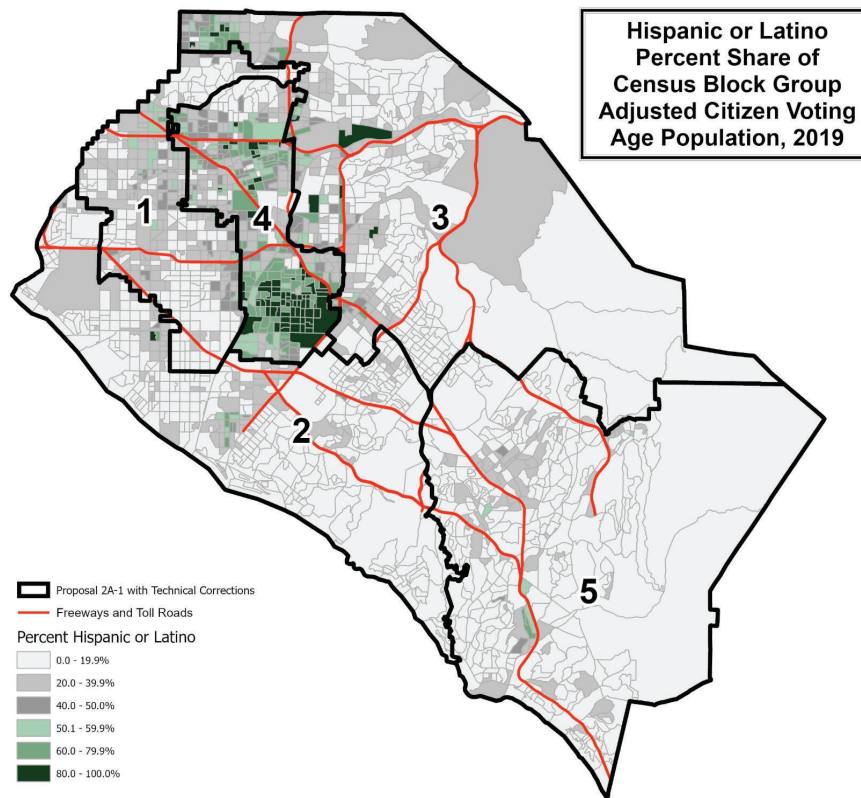 Hispanic or Latino
Percent Share of
Census Block Group
Adjusted Citizen Voting
Age Population, 2019
1
4
3
2
5
Proposal 2A-1 with Technical Corrections
Freeways and Toll Roads
Percent Hispanic or Latino
0.0 - 19.9%
20.0 - 39.9%
40.0 - 50.0%
50.1 - 59.9%
60.0 - 79.9%
80.0 - 100.0%